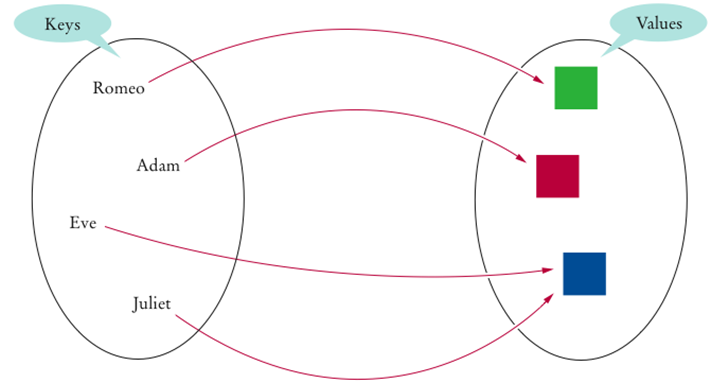 Keys
Values
Romeo
Adam
Eve
Juliet